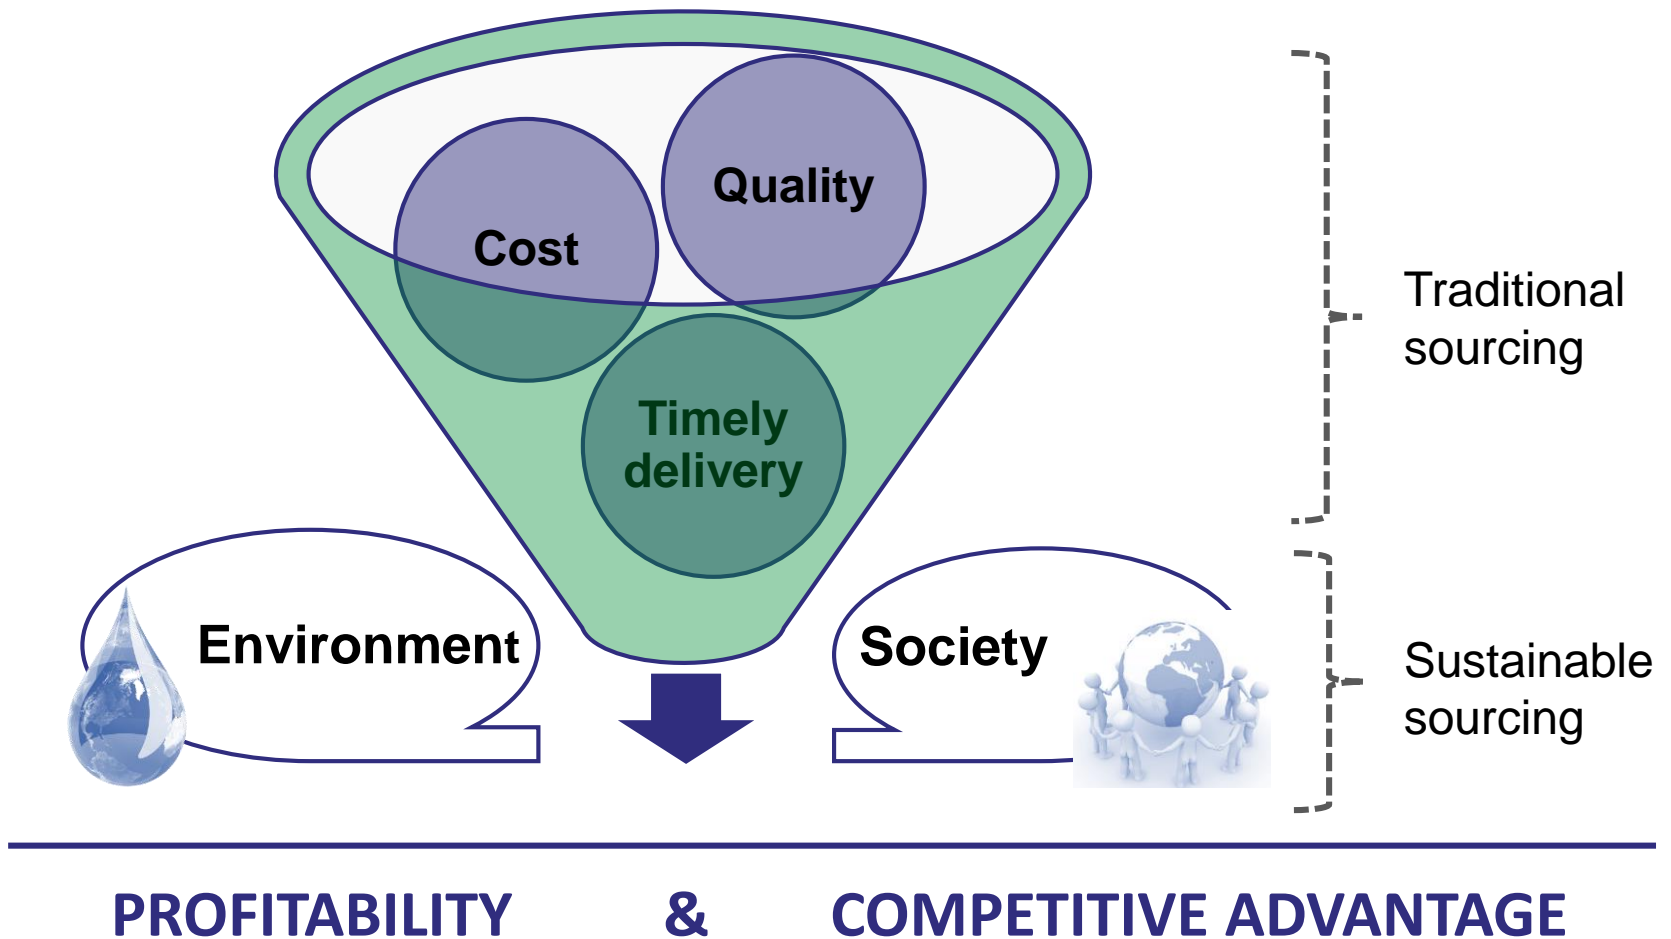 Quality
Cost
Timely
delivery
Traditional
sourcing
Environment
Society
Sustainable
sourcing
PROFITABILITY & COMPETITIVE ADVANTAGE